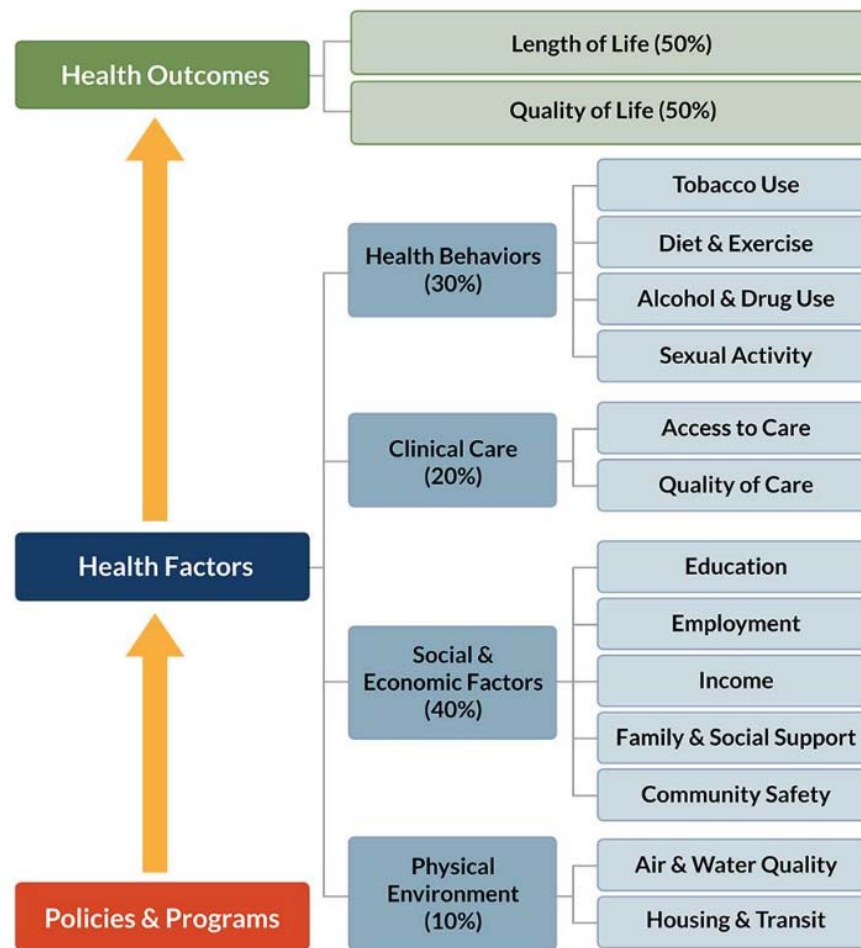 Health Outcomes
Length of Life (50%)
Quality of Life (50%)
Health Factors
Health Behaviors
(30%)
Tobacco Use
Diet & Exercise
Alcohol & Drug Use
Sexual Activity
Clinical Care
(20%)
Access to Care
Quality of Care
Social &
Economic Factors
(40%)
Education
Employment
Income
Family & Social Support
Community Safety
Physical
Environment
(10%)
Air & Water Quality
Housing & Transit
Policies & Programs